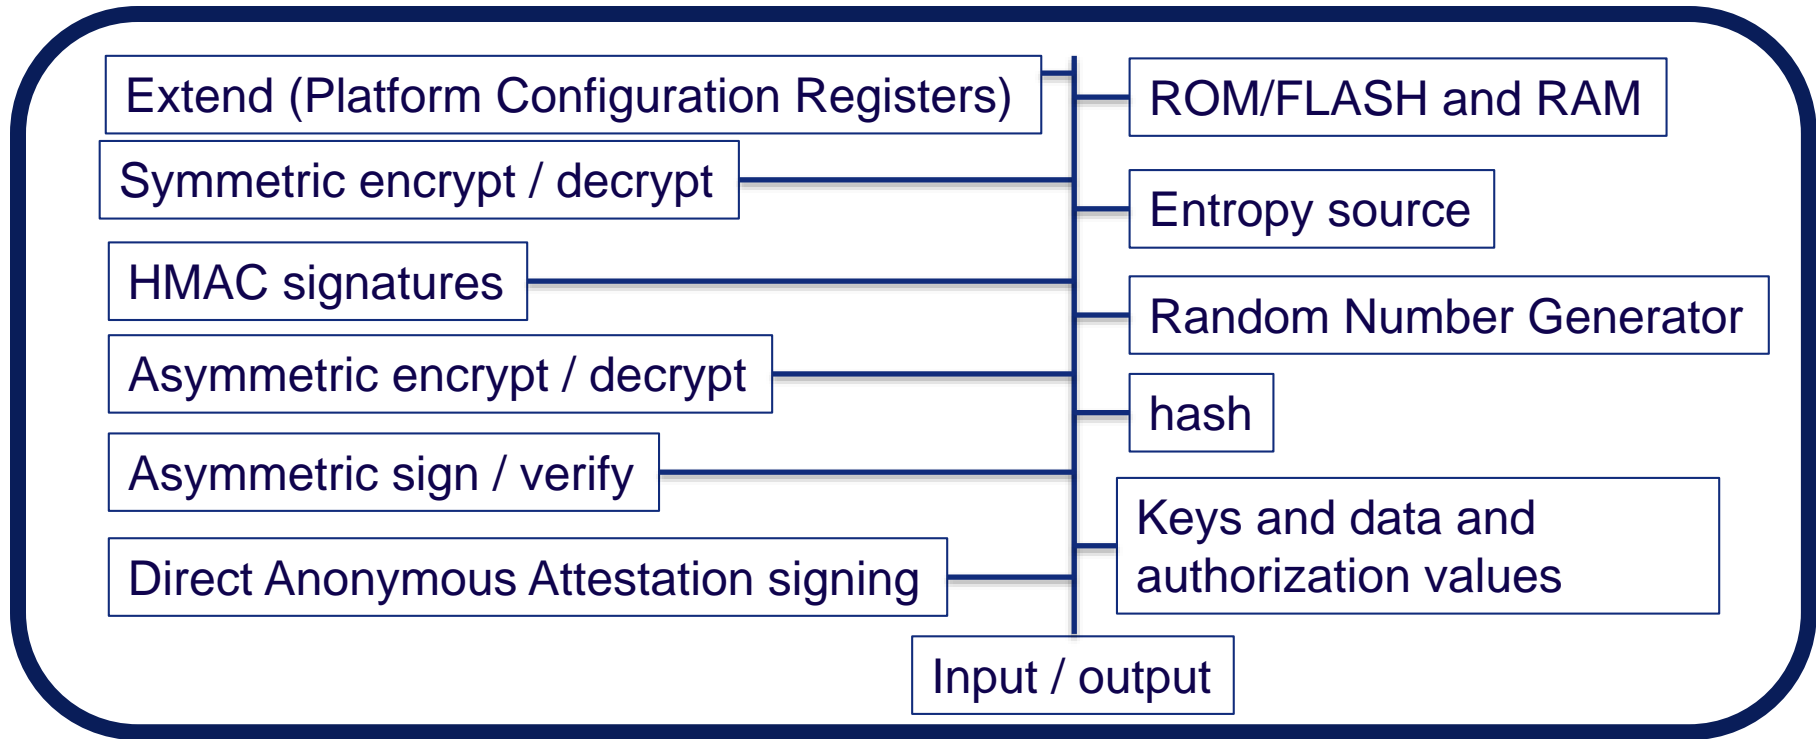 Extend (Platform Configuration Registers)
Symmetric encrypt / decrypt
HMAC signatures
Asymmetric encrypt / decrypt
Asymmetric sign / verify
Direct Anonymous Attestation signing
ROM/FLASH and RAM
Entropy source
Random Number Generator
hash
Keys and data and
authorization values
Input / output